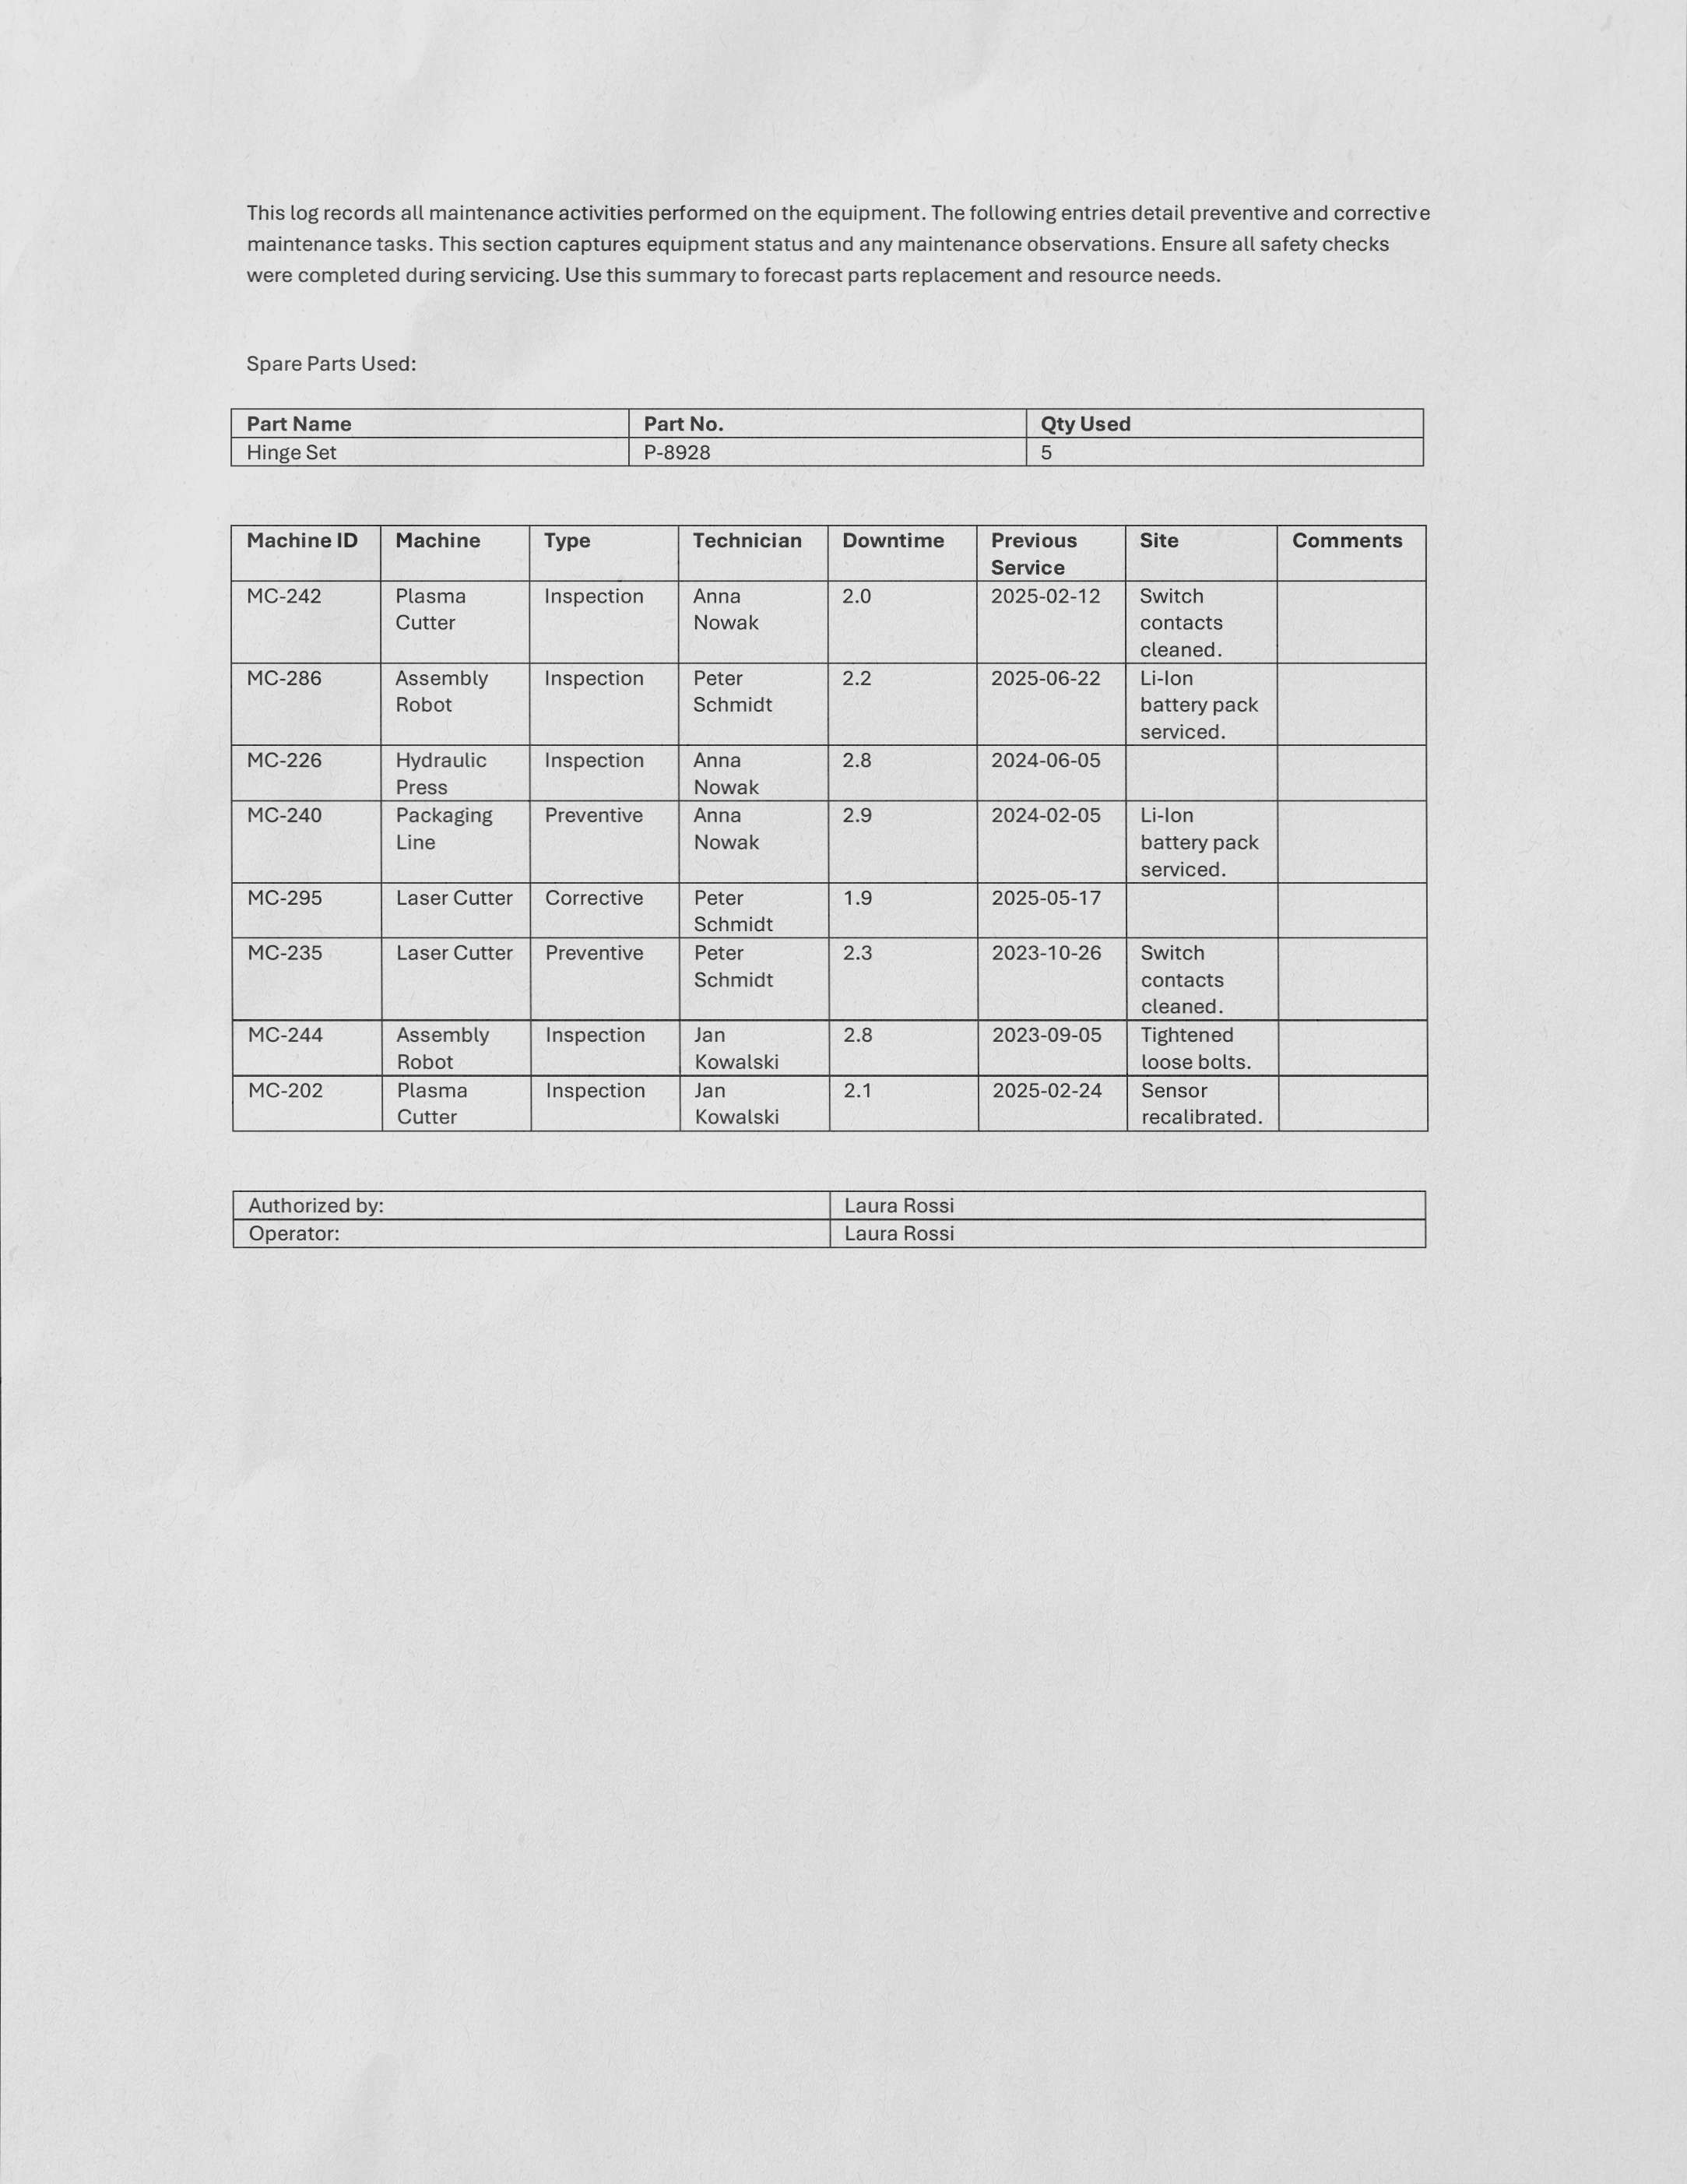 This log records all maintenance activities performed on the equipment. The following entries detail preventive and corrective
maintenance tasks. This section captures equipment status and any maintenance observations. Ensure all safety checks
were completed during servicing. Use this summary to forecast parts replacement and resource needs.
Spare Parts Used:
Part Name Part No. Qty Used
Hinge Set P-8928 5
Machine ID Machine Type Technician Downtime Previous Site Comments
Service
MC-242 Plasma Inspection Anna 2.0 2025-02-12 Switch
Cutter Nowak contacts
cleaned.
MC-286 Assembly Inspection Peter 2.2 2025-06-22 Li-Ion
Robot Schmidt battery pack
serviced.
MC-226 Hydraulic Inspection Anna 2.8 2024-06-05
Press Nowak
MC-240 Packaging Preventive Anna 2.9 2024-02-05 Li-Ion
Line Nowak battery pack
serviced.
MC-295 Laser Cutter Corrective Peter 1.9 2025-05-17
Schmidt
MC-235 Laser Cutter Preventive Peter 2.3 2023-10-26 Switch
Schmidt contacts
cleaned.
MC-244 Assembly Inspection Jan 2.8 2023-09-05 Tightened
Robot Kowalski loose bolts.
MC-202 Plasma Inspection Jan 2.1 2025-02-24 Sensor
Cutter Kowalski recalibrated.
Authorized by: Laura Rossi
Operator: Laura Rossi